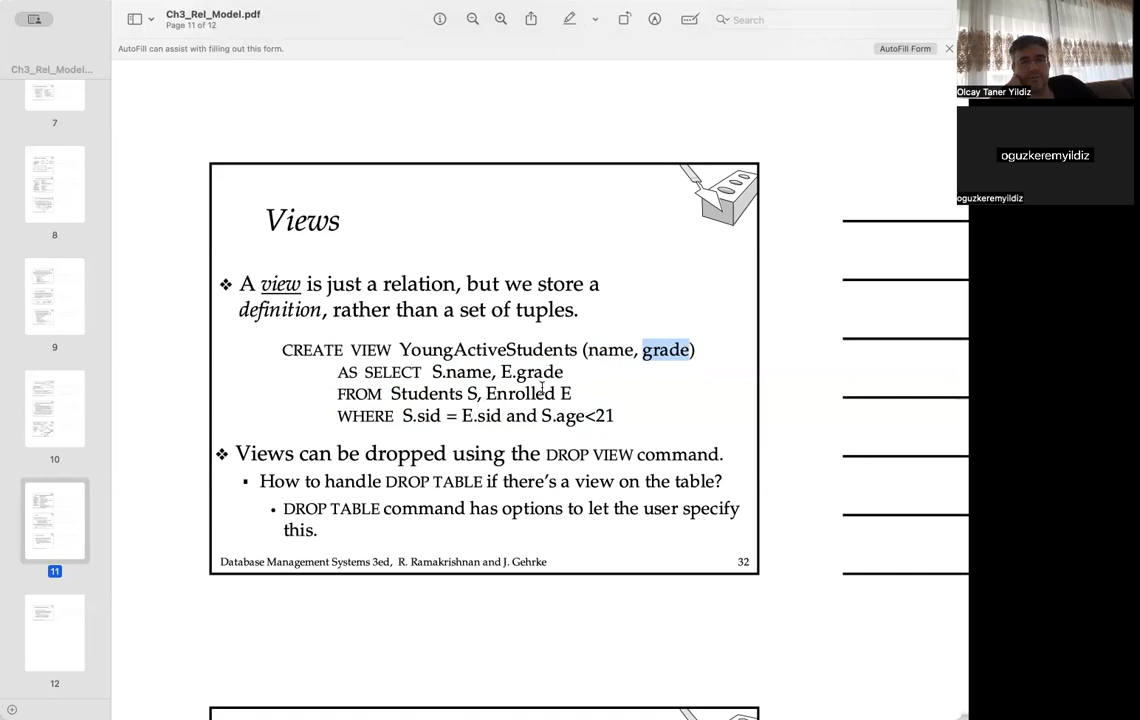 Ch3_Rel_Model.pdf
Page 11 of 12
Search
AutoFill can assist with filling out this form.
AutoFill Form
Ch3_Rel_Model...
7
8
9
10
11
12
Views
❖ A view is just a relation, but we store a
definition, rather than a set of tuples.
CREATE VIEW YoungActiveStudents (name, grade)
AS SELECT S.name, E.grade
FROM Students S, Enrolled E
WHERE S.sid = E.sid and S.age<21
❖ Views can be dropped using the DROP VIEW command.
▪ How to handle DROP TABLE if there's a view on the table?
• DROP TABLE command has options to let the user specify
this.
Database Management Systems 3ed, R. Ramakrishnan and J. Gehrke
32
Olcay Taner Yildiz
oguzkeremyildiz
oguzkeremyildiz